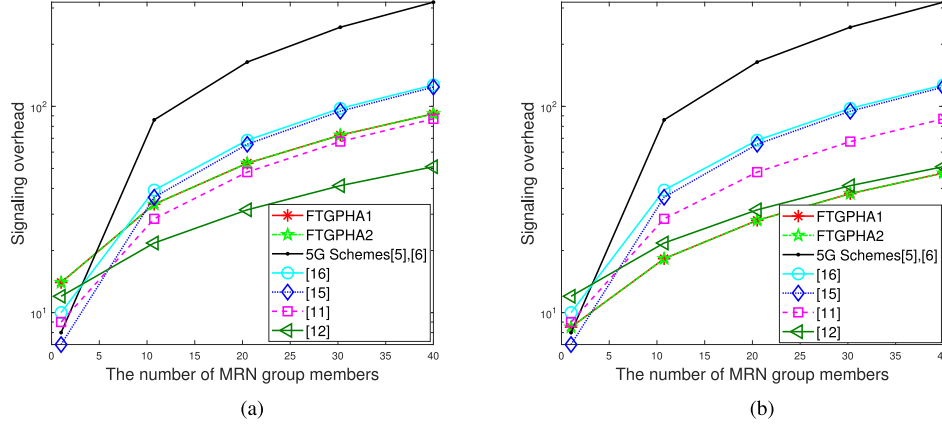 Signaling overhead
10^2
10^1
0 5 10 15 20 25 30 35 40
The number of MRN group members
FTGPHA1
FTGPHA2
5G Schemes[5],[6]
[16]
[15]
[11]
[12]
(a)
Signaling overhead
10^2
10^1
0 5 10 15 20 25 30 35 40
The number of MRN group members
FTGPHA1
FTGPHA2
5G Schemes[5],[6]
[16]
[15]
[11]
[12]
(b)